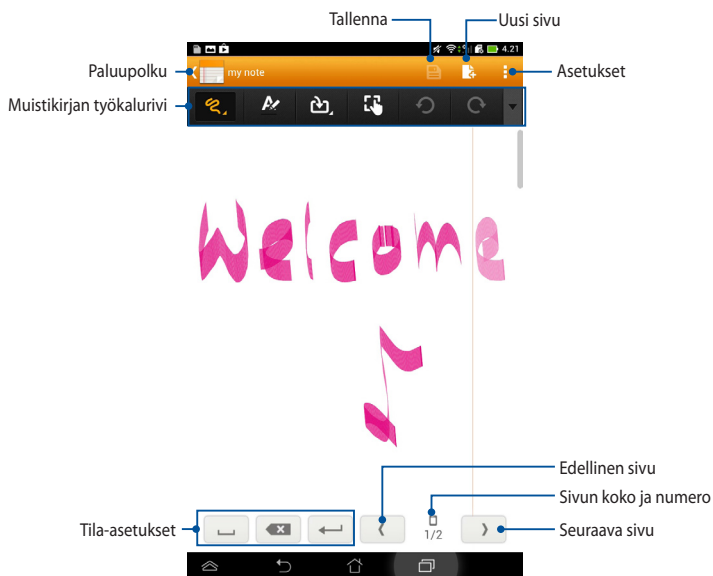 Tallenna
Uusi sivu
4.21
Paluupolku
my note
Asetukset
Muistikirjan työkalurivi
Welcome
Edellinen sivu
Sivun koko ja numero
Tila-asetukset
1/2
Seuraava sivu